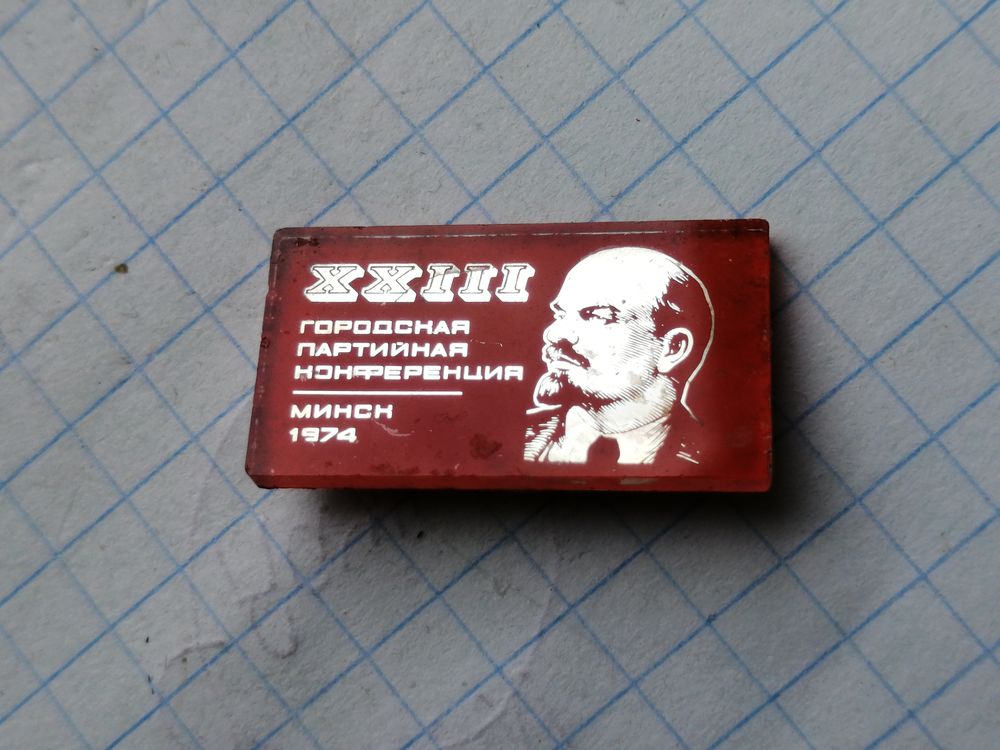 XXIII
ГОРОДСКАЯ
ПАРТИЙНАЯ
КОНФЕРЕНЦИЯ
МИНСК
1974